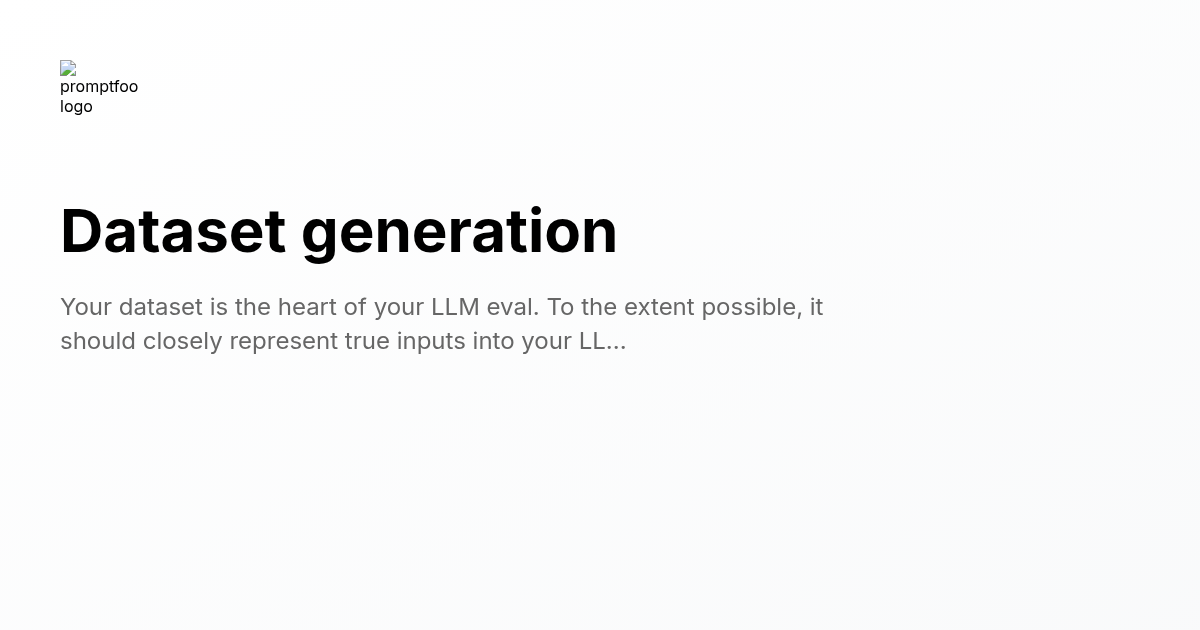 promptfoo
logo
Dataset generation
Your dataset is the heart of your LLM eval. To the extent possible, it
should closely represent true inputs into your LL...